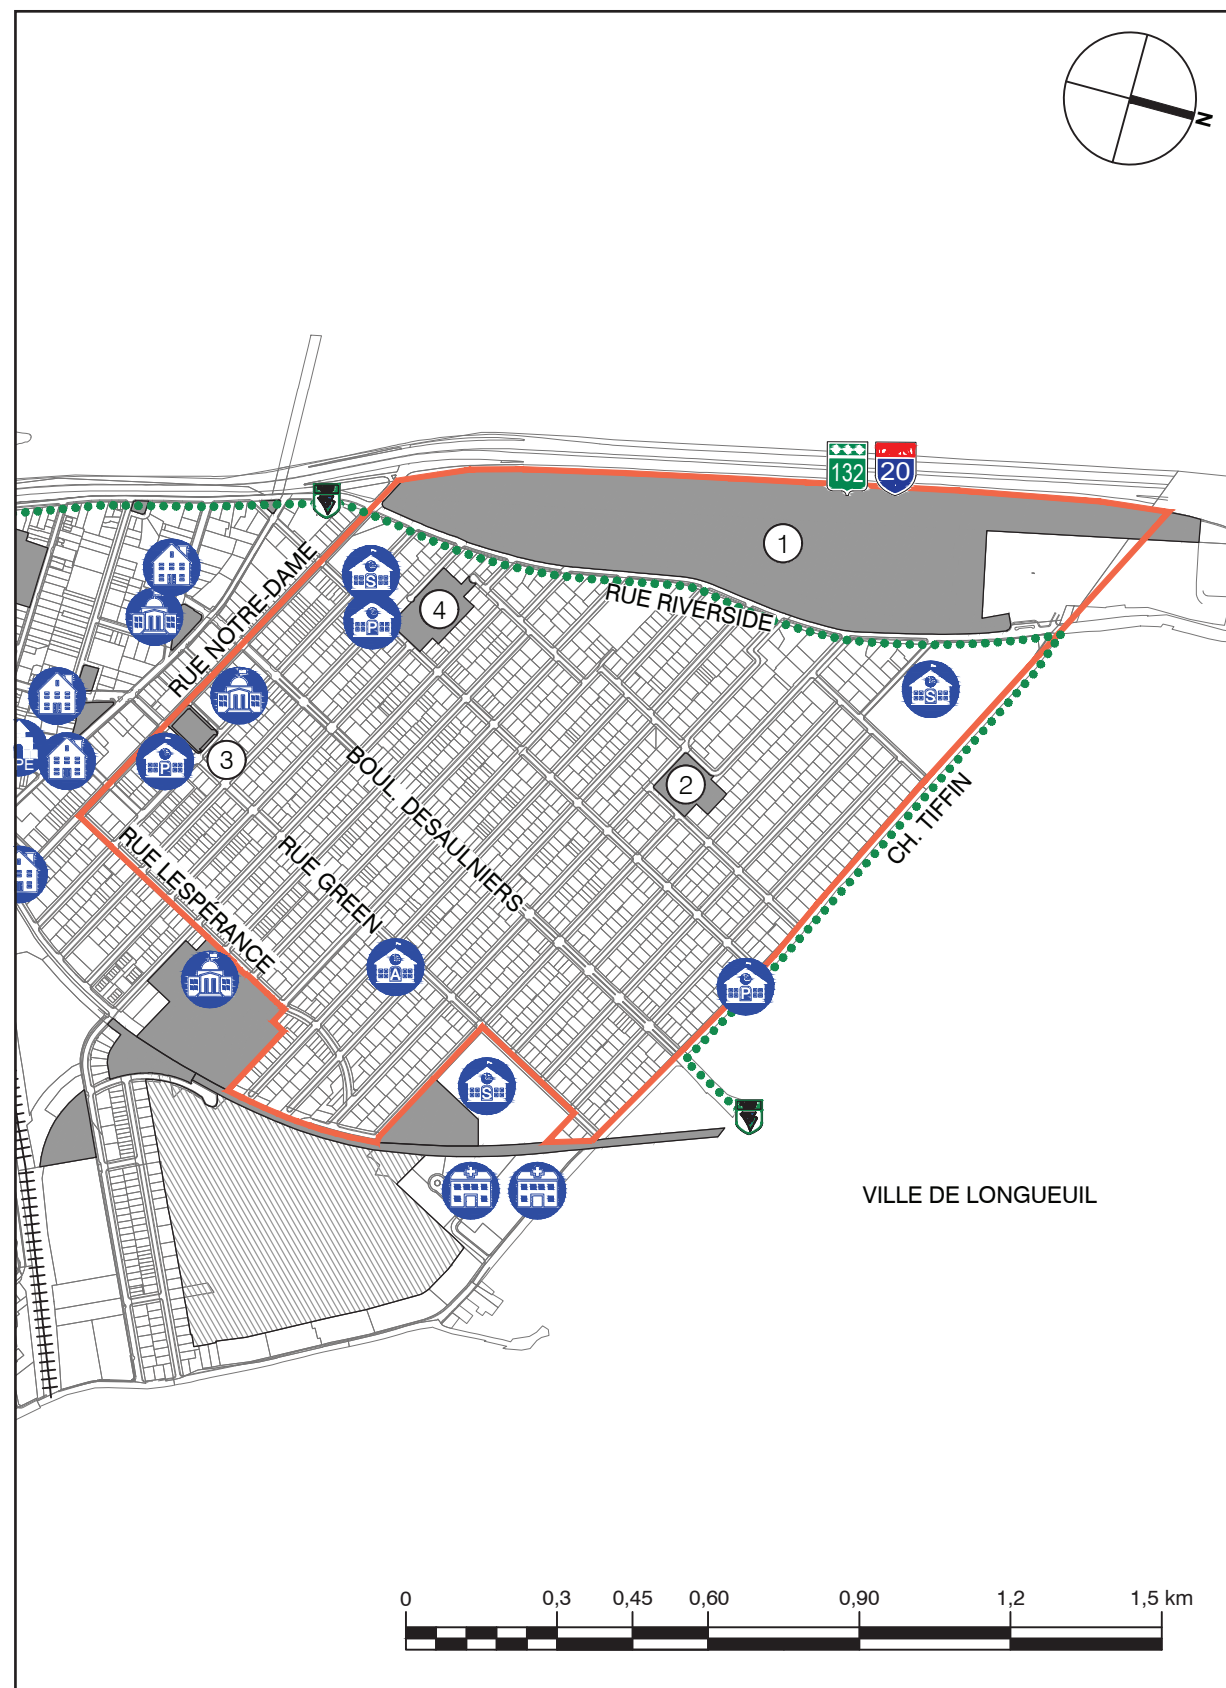 N
132
20
1
RUE NOTRE-DAME
S
4
P
RUE RIVERSIDE
S
3
P
2
PE
BOUL. DESAULNIERS
CH. TIFFIN
RUE LESPÉRANCE
RUE GREEN
A
P
S
VILLE DE LONGUEUIL
0 0,3 0,45 0,60 0,90 1,2 1,5 km